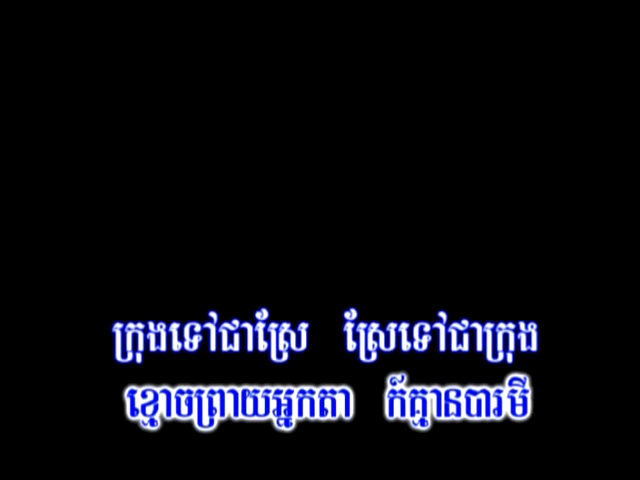 ក្រុងទៅជាស្រែ ស្រែទៅជាក្រុង
ខ្មោចព្រាយអ្នកតា ក៏គ្មានបារមី